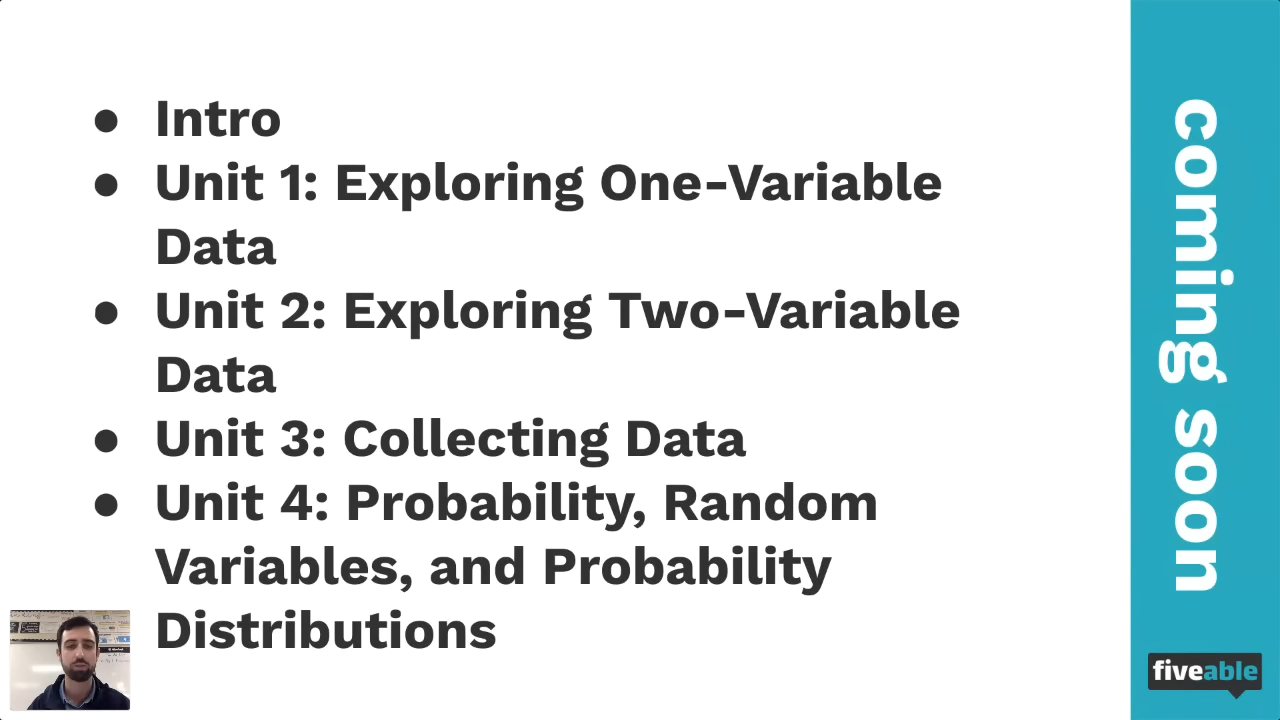 ● Intro
● Unit 1: Exploring One-Variable
Data
● Unit 2: Exploring Two-Variable
Data
● Unit 3: Collecting Data
● Unit 4: Probability, Random
Variables, and Probability
Distributions
coming soon
fiveable